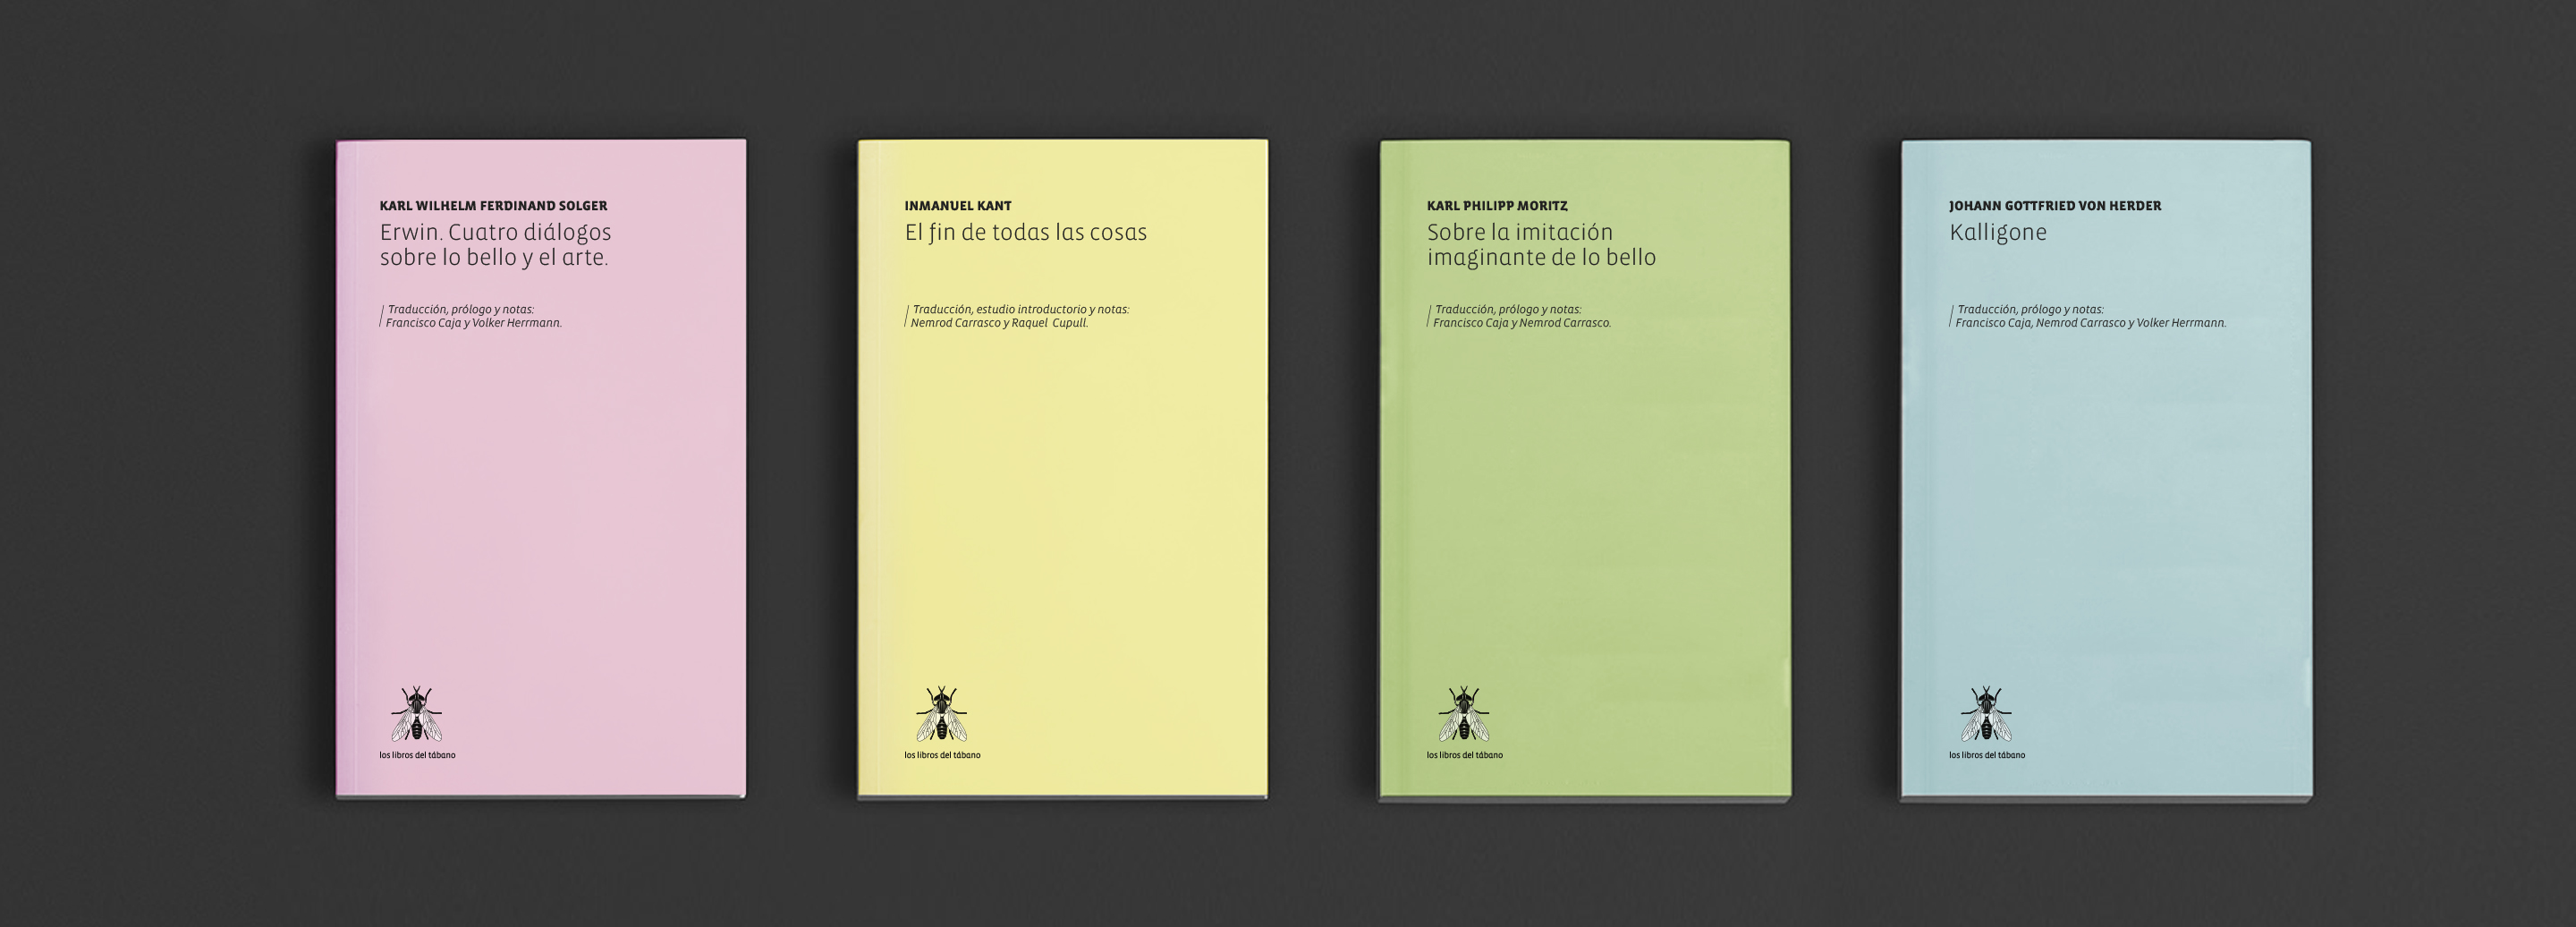 KARL WILHELM FERDINAND SOLGER
Erwin. Cuatro diálogos
sobre lo bello y el arte.
Traducción, prólogo y notas:
Francisco Caja y Volker Herrmann.
los libros del tábano
INMANUEL KANT
El fin de todas las cosas
Traducción, estudio introductorio y notas:
Nemrod Carrasco y Raquel Cupull.
los libros del tábano
KARL PHILIPP MORITZ
Sobre la imitación
imaginante de lo bello
Traducción, prólogo y notas:
Francisco Caja y Nemrod Carrasco.
los libros del tábano
JOHANN GOTTFRIED VON HERDER
Kalligone
Traducción, prólogo y notas:
Francisco Caja, Nemrod Carrasco y Volker Herrmann.
los libros del tábano